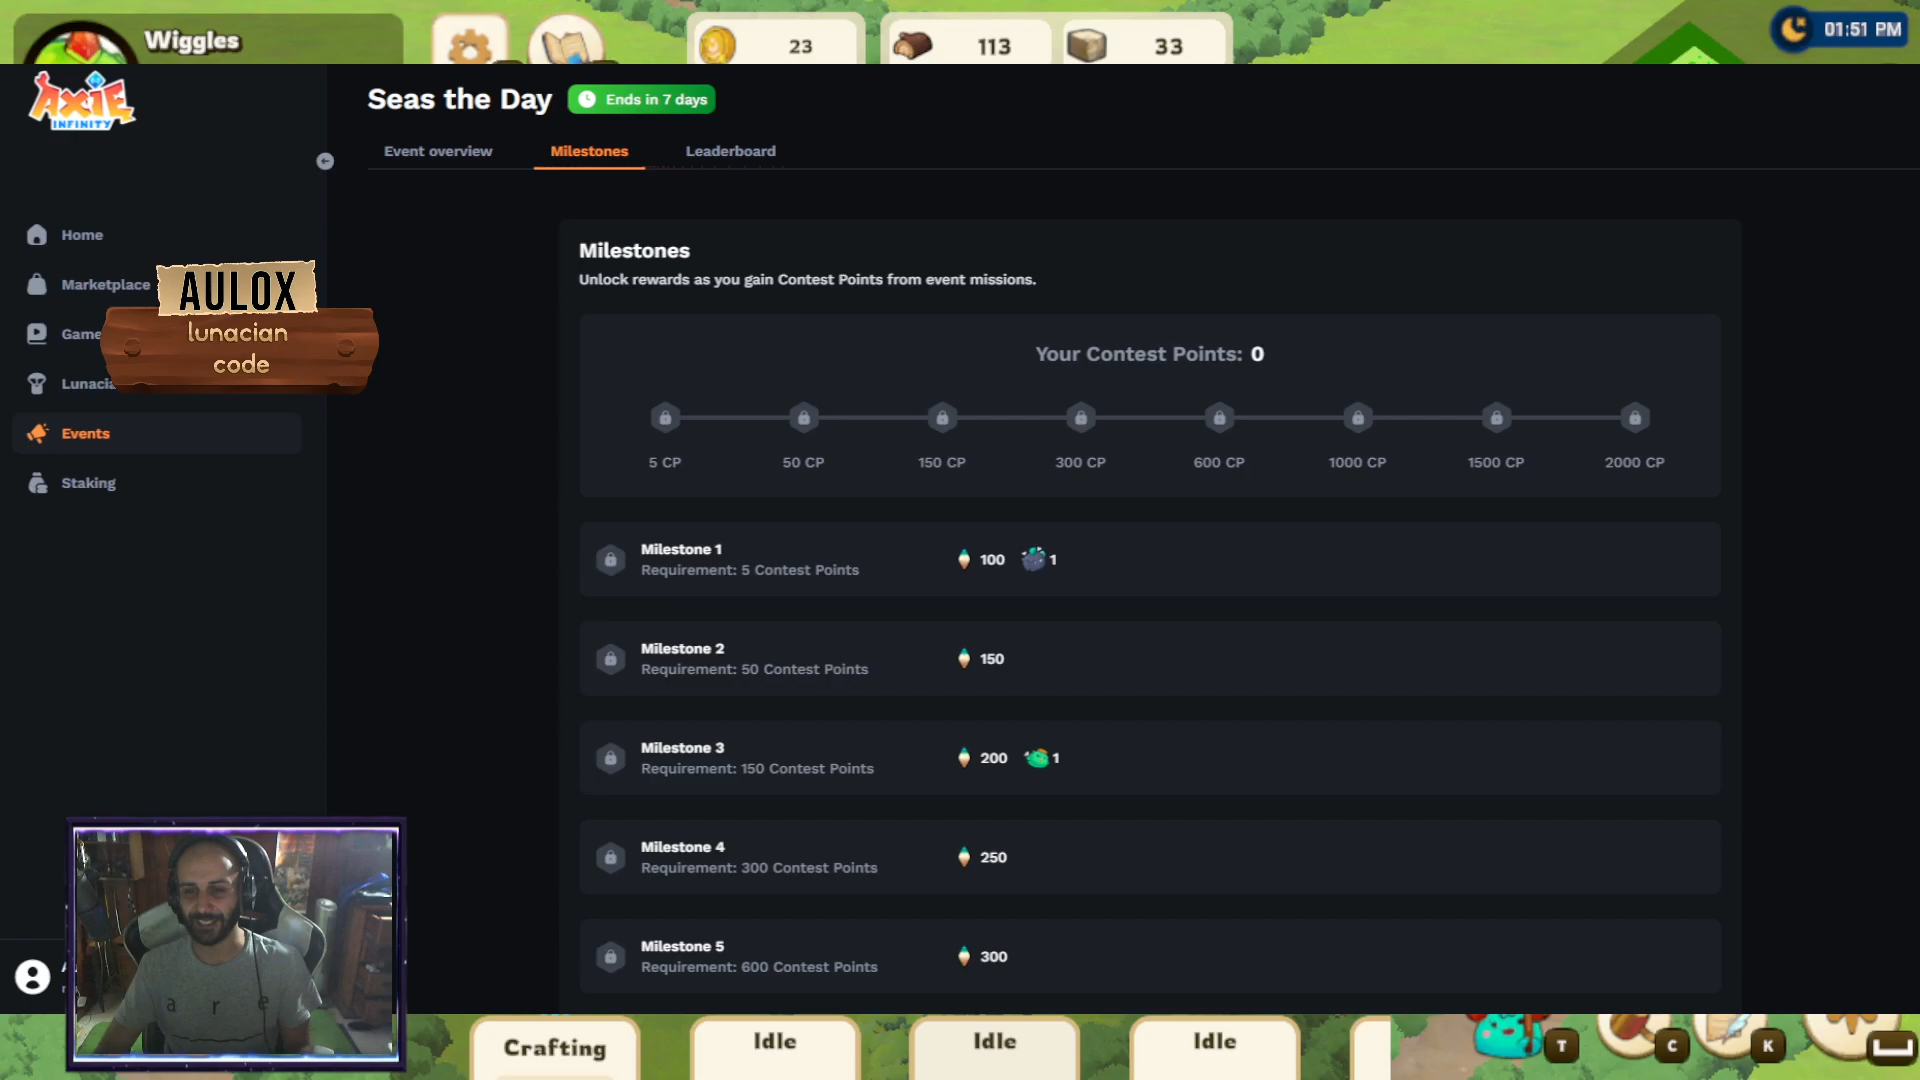 Wiggles
23
113
33
01:51 PM
AXIE
INFINITY
Seas the Day
Ends in 7 days
Event overview
Milestones
Leaderboard
Home
Marketplace
Game
Lunacia
Events
Staking
AULOX
lunacian
code
Milestones
Unlock rewards as you gain Contest Points from event missions.
Your Contest Points: 0
5 CP
50 CP
150 CP
300 CP
600 CP
1000 CP
1500 CP
2000 CP
Milestone 1
Requirement: 5 Contest Points
100
1
Milestone 2
Requirement: 50 Contest Points
150
Milestone 3
Requirement: 150 Contest Points
200
1
Milestone 4
Requirement: 300 Contest Points
250
Milestone 5
Requirement: 600 Contest Points
300
a r e
Crafting
Idle
Idle
Idle
T
C
K